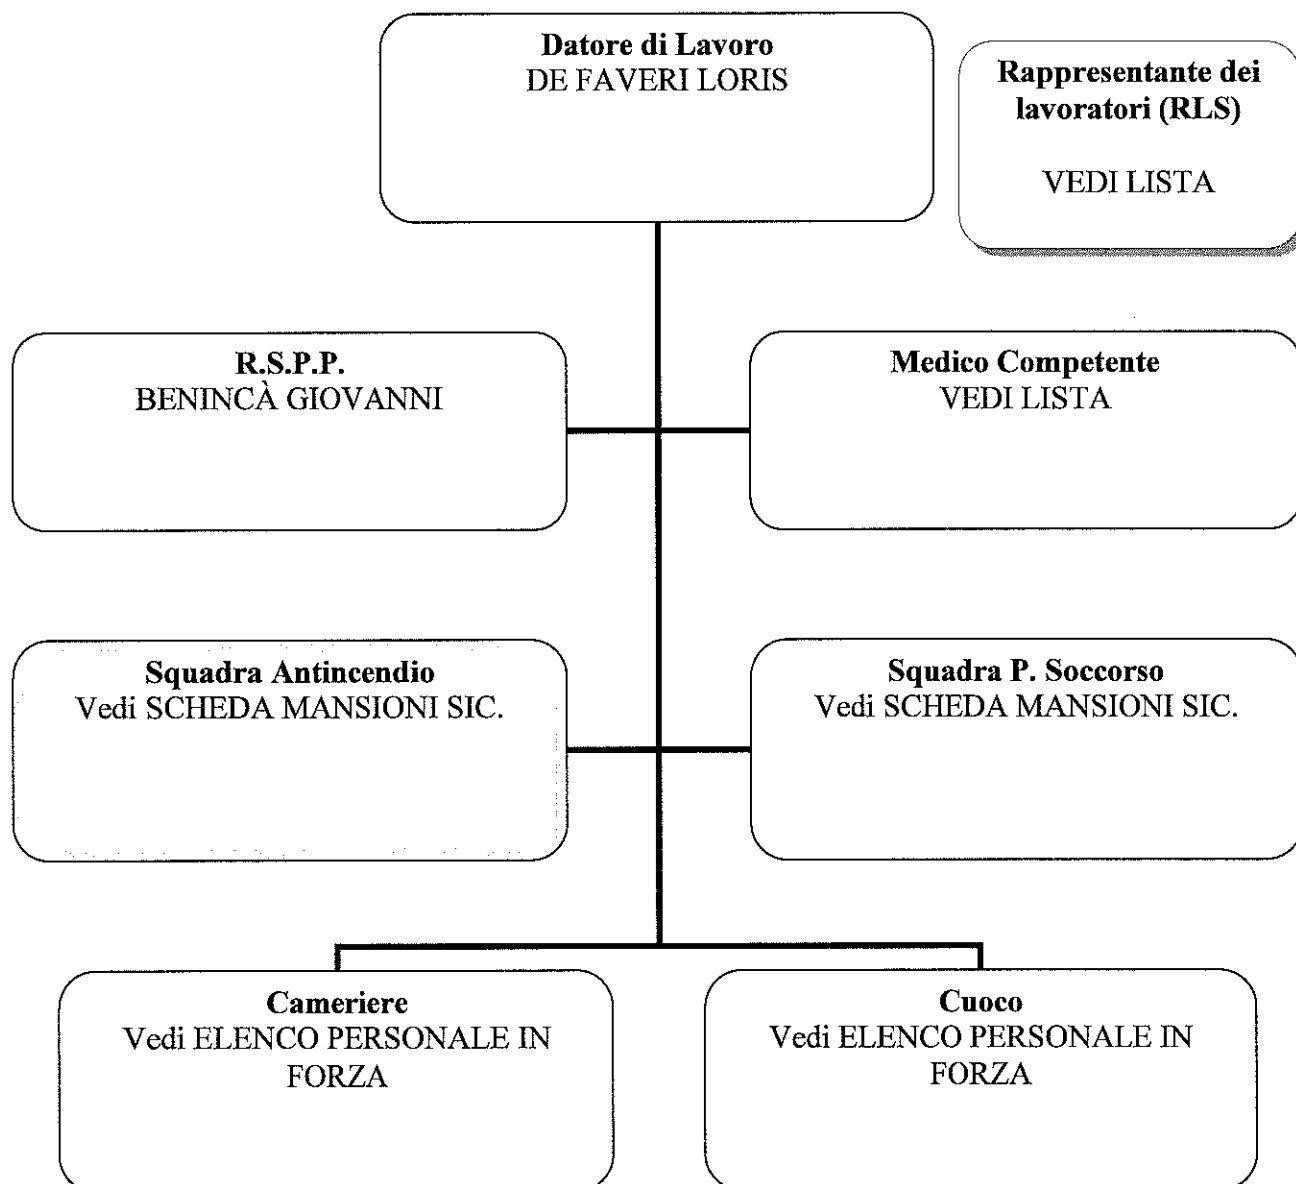 Datore di Lavoro
DE FAVERI LORIS
Rappresentante dei
lavoratori (RLS)
VEDI LISTA
R.S.P.P.
BENINCÀ GIOVANNI
Medico Competente
VEDI LISTA
Squadra Antincendio
Vedi SCHEDA MANSIONI SIC.
Squadra P. Soccorso
Vedi SCHEDA MANSIONI SIC.
Cameriere
Vedi ELENCO PERSONALE IN
FORZA
Cuoco
Vedi ELENCO PERSONALE IN
FORZA